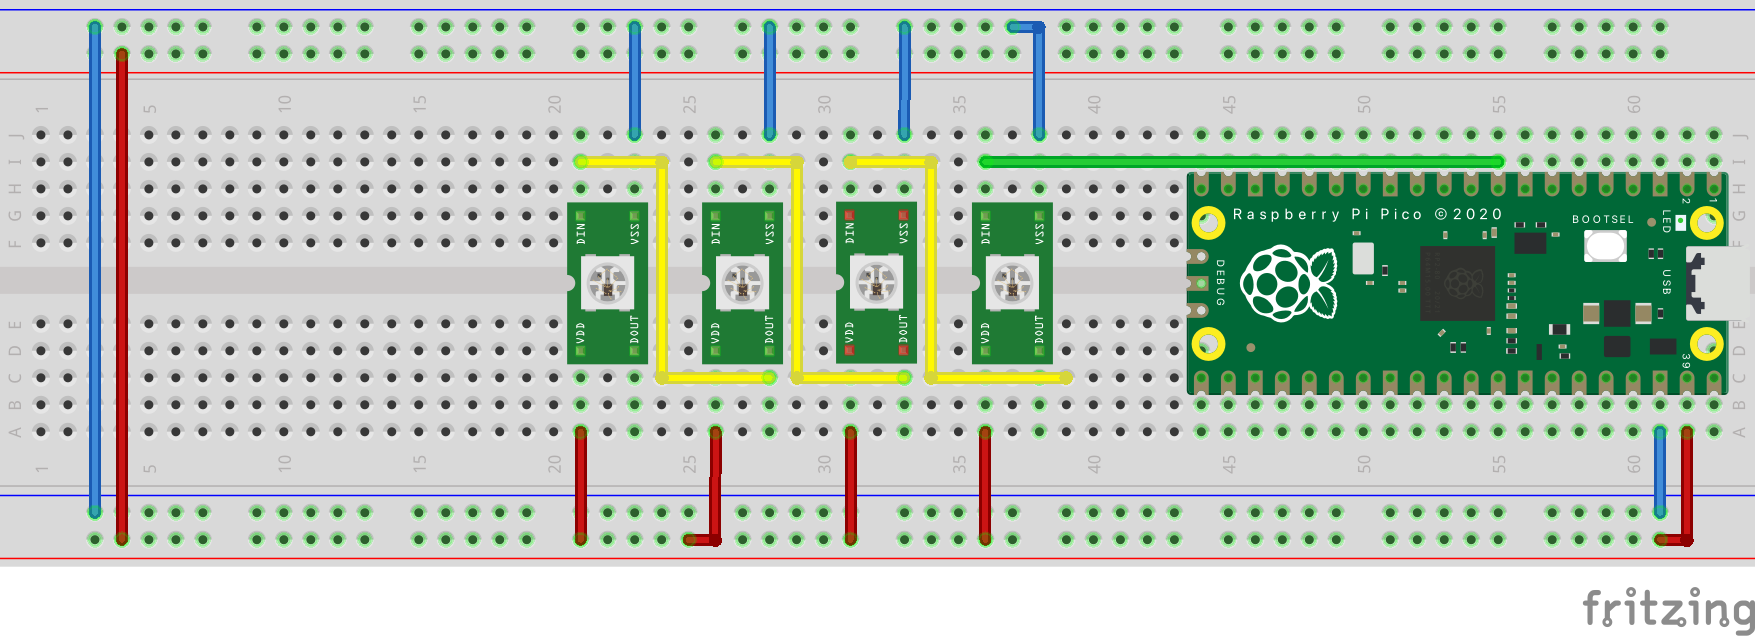 1 5 10 15 20 25 30 35 40 45 50 55 60
J J
I I
H H
G G
F F
DIN VSS DIN VSS DIN VSS DIN VSS
Raspberry Pi Pico ©2020
BOOTSEL
LED
2 1
DEBUG
USB
VDD DOUT VDD DOUT VDD DOUT VDD DOUT
39
E E
D D
C C
B B
A A
1 5 10 15 20 25 30 35 40 45 50 55 60
fritzing